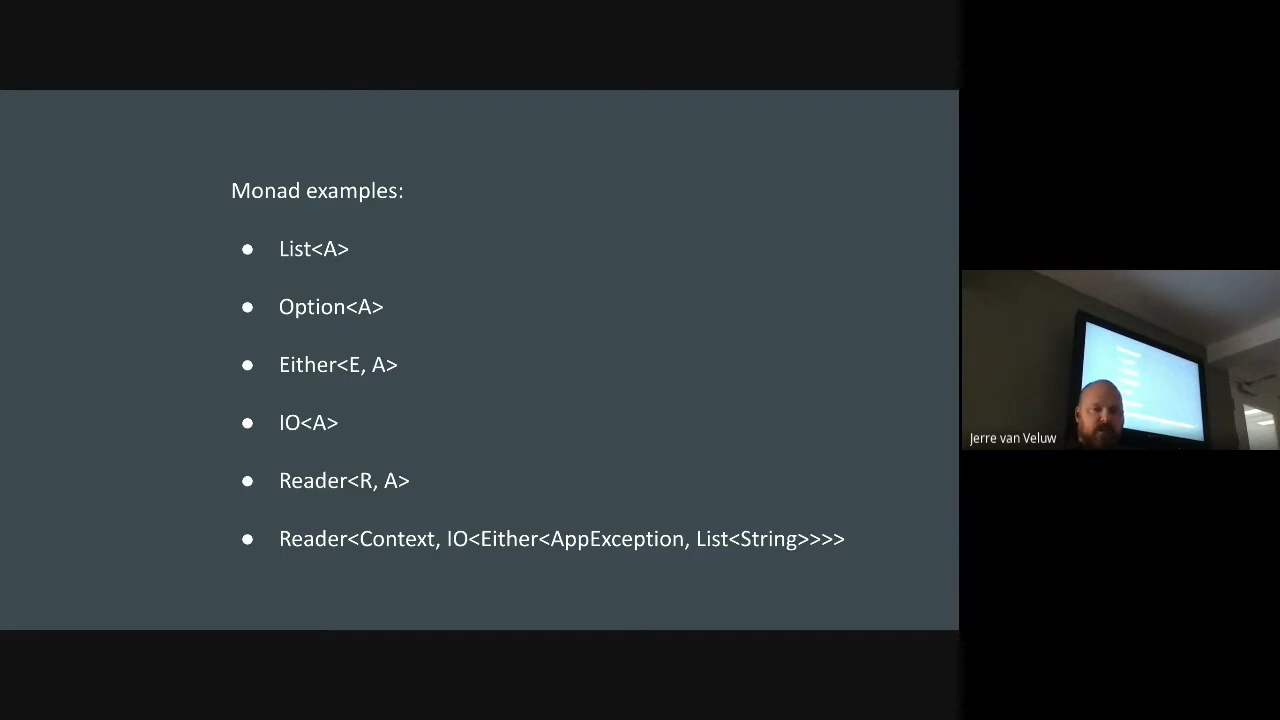 Monad examples:
● List<A>
● Option<A>
● Either<E, A>
● IO<A>
● Reader<R, A>
● Reader<Context, IO<Either<AppException, List<String>>>>
Jerre van Veluw